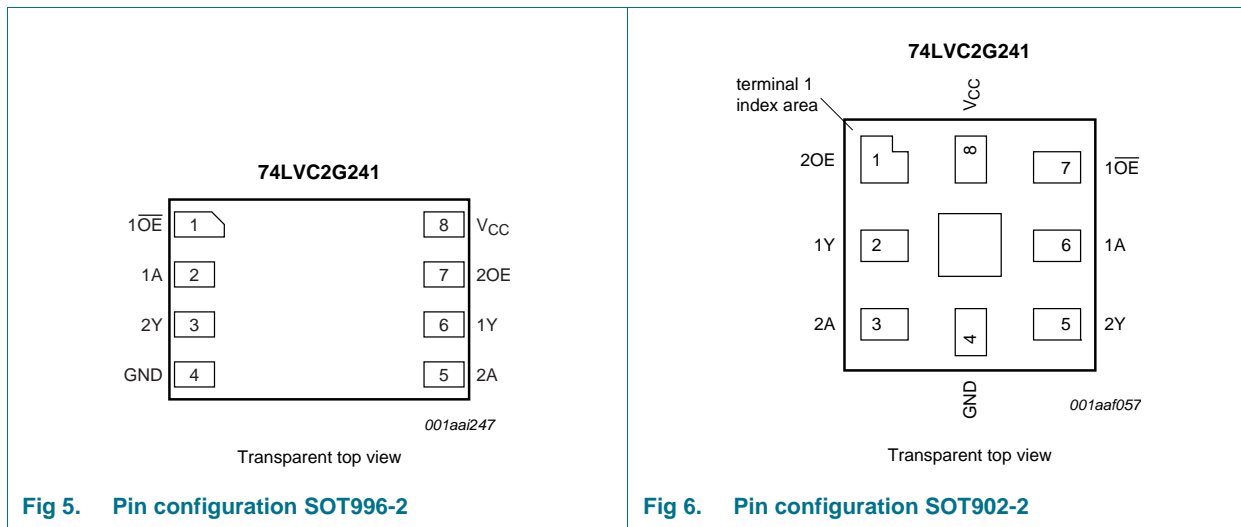 74LVC2G241
1O̅E̅ 1 8 VCC
1A 2 7 2OE
2Y 3 6 1Y
GND 4 5 2A
001aai247
Transparent top view
Fig 5. Pin configuration SOT996-2
74LVC2G241
terminal 1
index area
VCC
2OE 1 8 7 1O̅E̅
1Y 2 6 1A
2A 3 4 5 2Y
GND
001aaf057
Transparent top view
Fig 6. Pin configuration SOT902-2